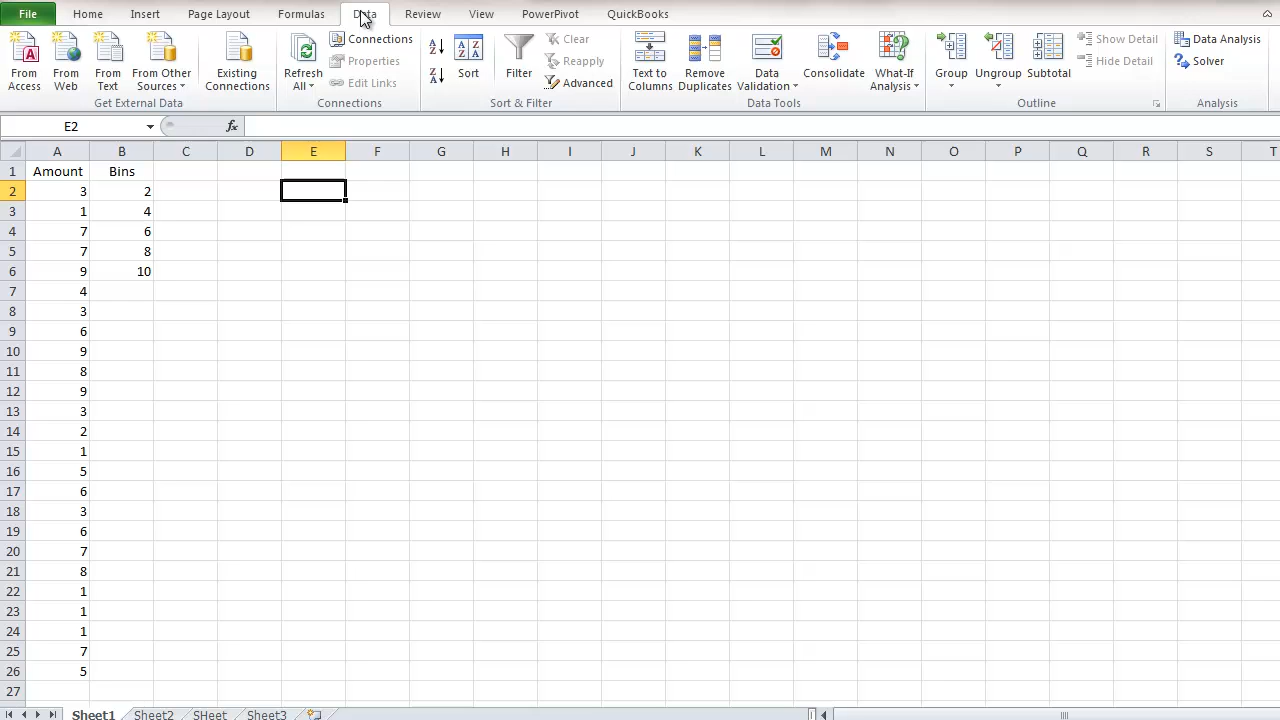 File Home Insert Page Layout Formulas Data Review View PowerPivot QuickBooks
From Access
From Web
From Text
From Other Sources
Existing Connections
Get External Data
Refresh All
Connections
Properties
Edit Links
Connections
Sort
Filter
Clear
Reapply
Advanced
Sort & Filter
Text to Columns
Remove Duplicates
Data Validation
Consolidate
What-If Analysis
Data Tools
Group
Ungroup
Subtotal
Show Detail
Hide Detail
Outline
Data Analysis
Solver
Analysis
E2 fx
A B C D E F G H I J K L M N O P Q R S T
1 Amount Bins
2 3 2
3 1 4
4 7 6
5 7 8
6 9 10
7 4
8 3
9 6
10 9
11 8
12 9
13 3
14 2
15 1
16 5
17 6
18 3
19 6
20 7
21 8
22 1
23 1
24 1
25 7
26 5
27
Sheet1 Sheet2 SHeet Sheet3